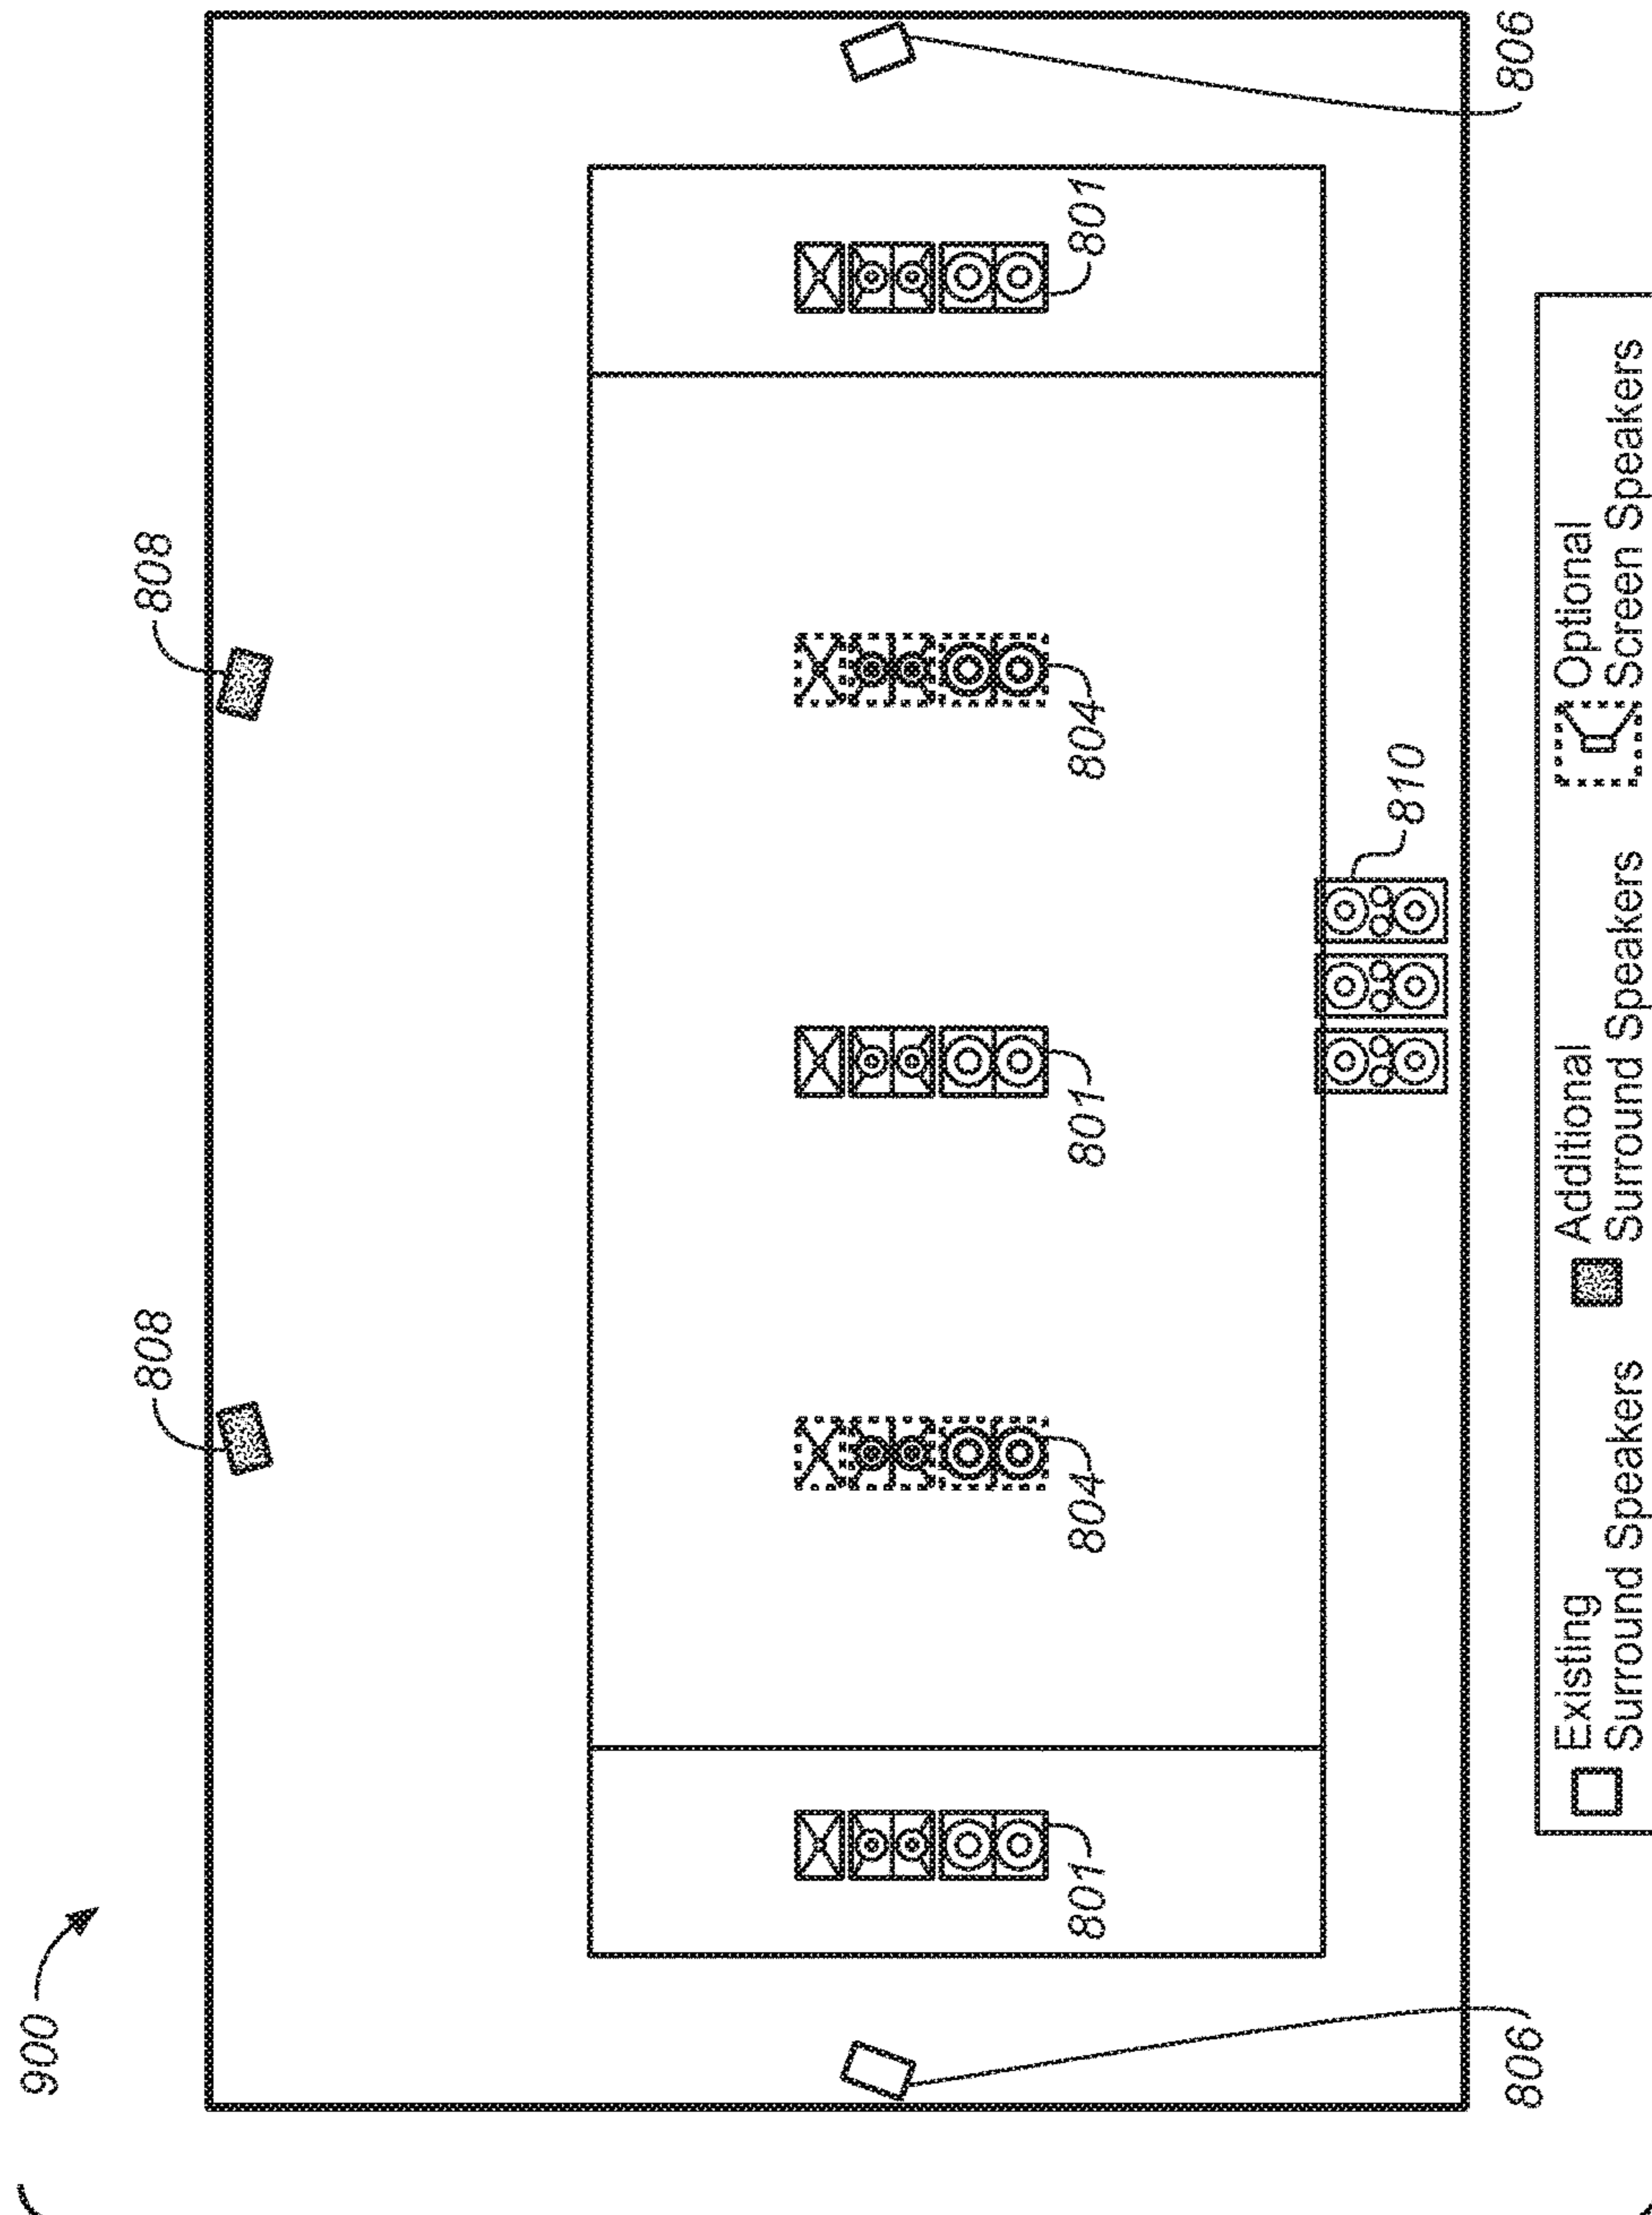 900
808
808
804
804
801
801
801
810
806
806
Existing
Surround Speakers
Additional
Surround Speakers
Optional
Screen Speakers